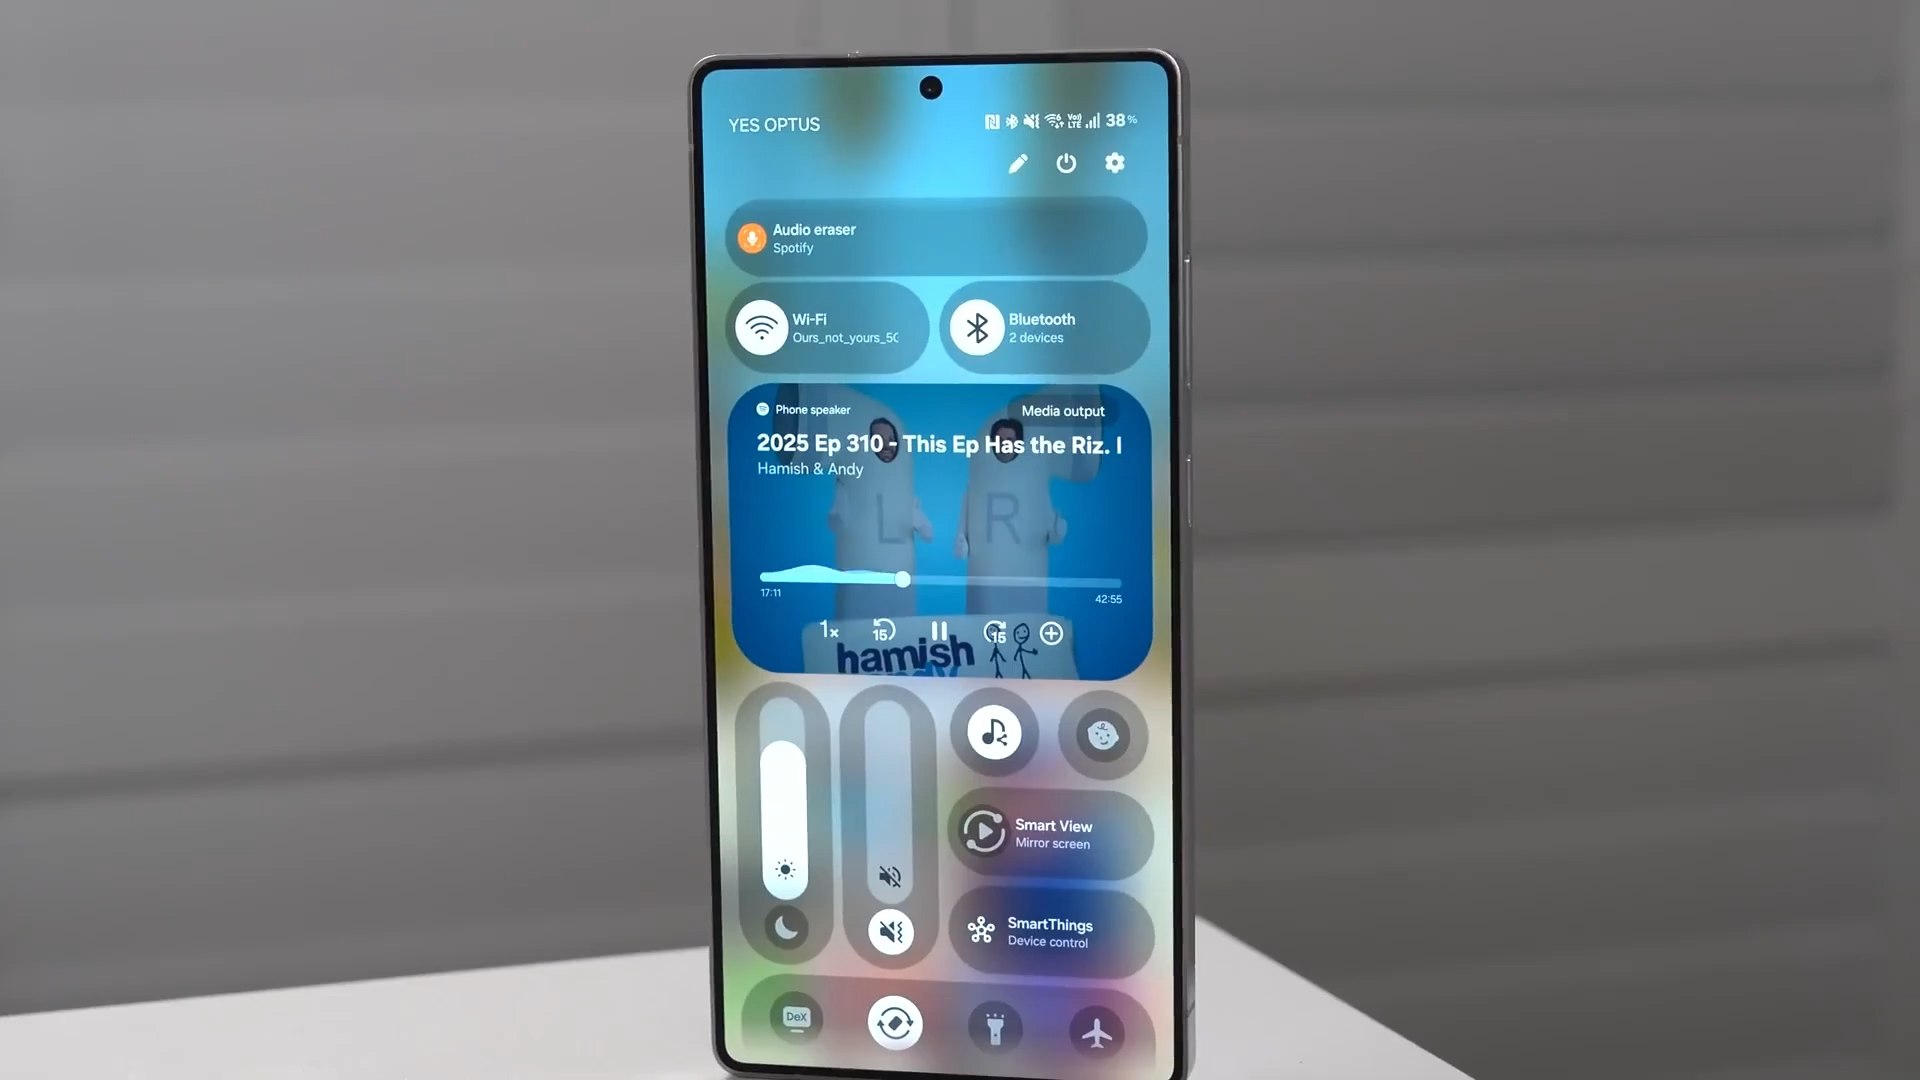 YES OPTUS
Vo) LTE 38%
Audio eraser
Spotify
Wi-Fi
Ours_not_yours_5G
Bluetooth
2 devices
Phone speaker
Media output
2025 Ep 310 - This Ep Has the Riz. I
Hamish & Andy
L R
17:11
42:55
1x 15 15
hamish
Smart View
Mirror screen
SmartThings
Device control
DeX